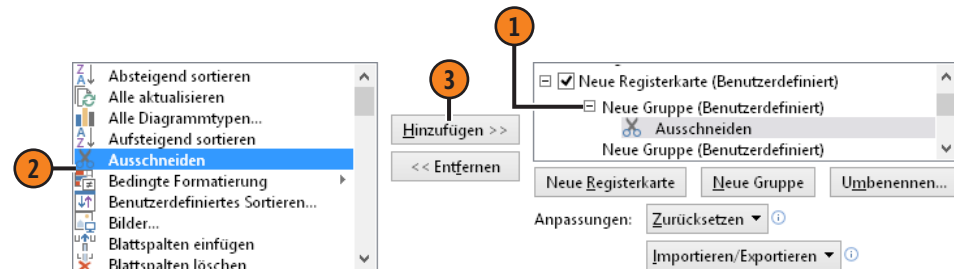 1
Absteigend sortieren
Alle aktualisieren
Alle Diagrammtypen...
Aufsteigend sortieren
Ausschneiden
Bedingte Formatierung
Benutzerdefiniertes Sortieren...
Bilder...
Blattspalten einfügen
Blattspalten löschen
2
3
Hinzufügen >>
<< Entfernen
Neue Registerkarte (Benutzerdefiniert)
Neue Gruppe (Benutzerdefiniert)
Ausschneiden
Neue Gruppe (Benutzerdefiniert)
Neue Registerkarte Neue Gruppe Umbenennen...
Anpassungen: Zurücksetzen
Importieren/Exportieren